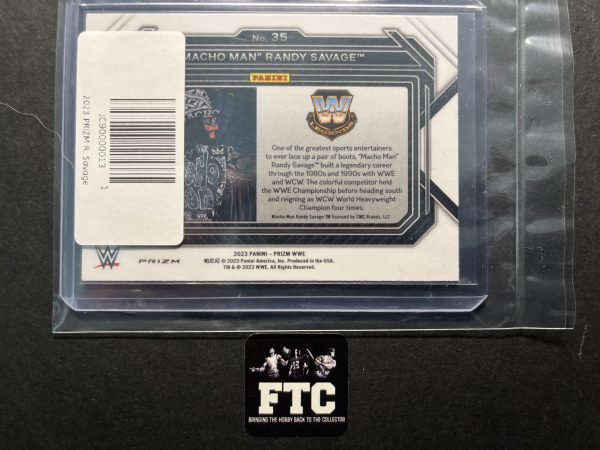 No. 35
MACHO MAN" RANDY SAVAGE™
PANINI
W
LEGENDS
One of the greatest sports entertainers
to ever lace up a pair of boots, "Macho Man"
Randy Savage™ built a legendary career
through the 1980s and 1990s with WWE
and WCW. The colorful competitor held
the WWE Championship before heading south
and reigning as WCW World Heavyweight
Champion four times.
Macho Man Randy Savage TM licensed by CMG Brands, LLC
2023 PRIZM R. Savage
JC90000013
1
W
PRIZM
2023 PANINI – PRIZM WWE
© 2023 Panini America, Inc. Produced in the USA.
TM & © 2023 WWE. All Rights Reserved.
FTC
BRINGING THE HOBBY BACK TO THE COLLECTOR